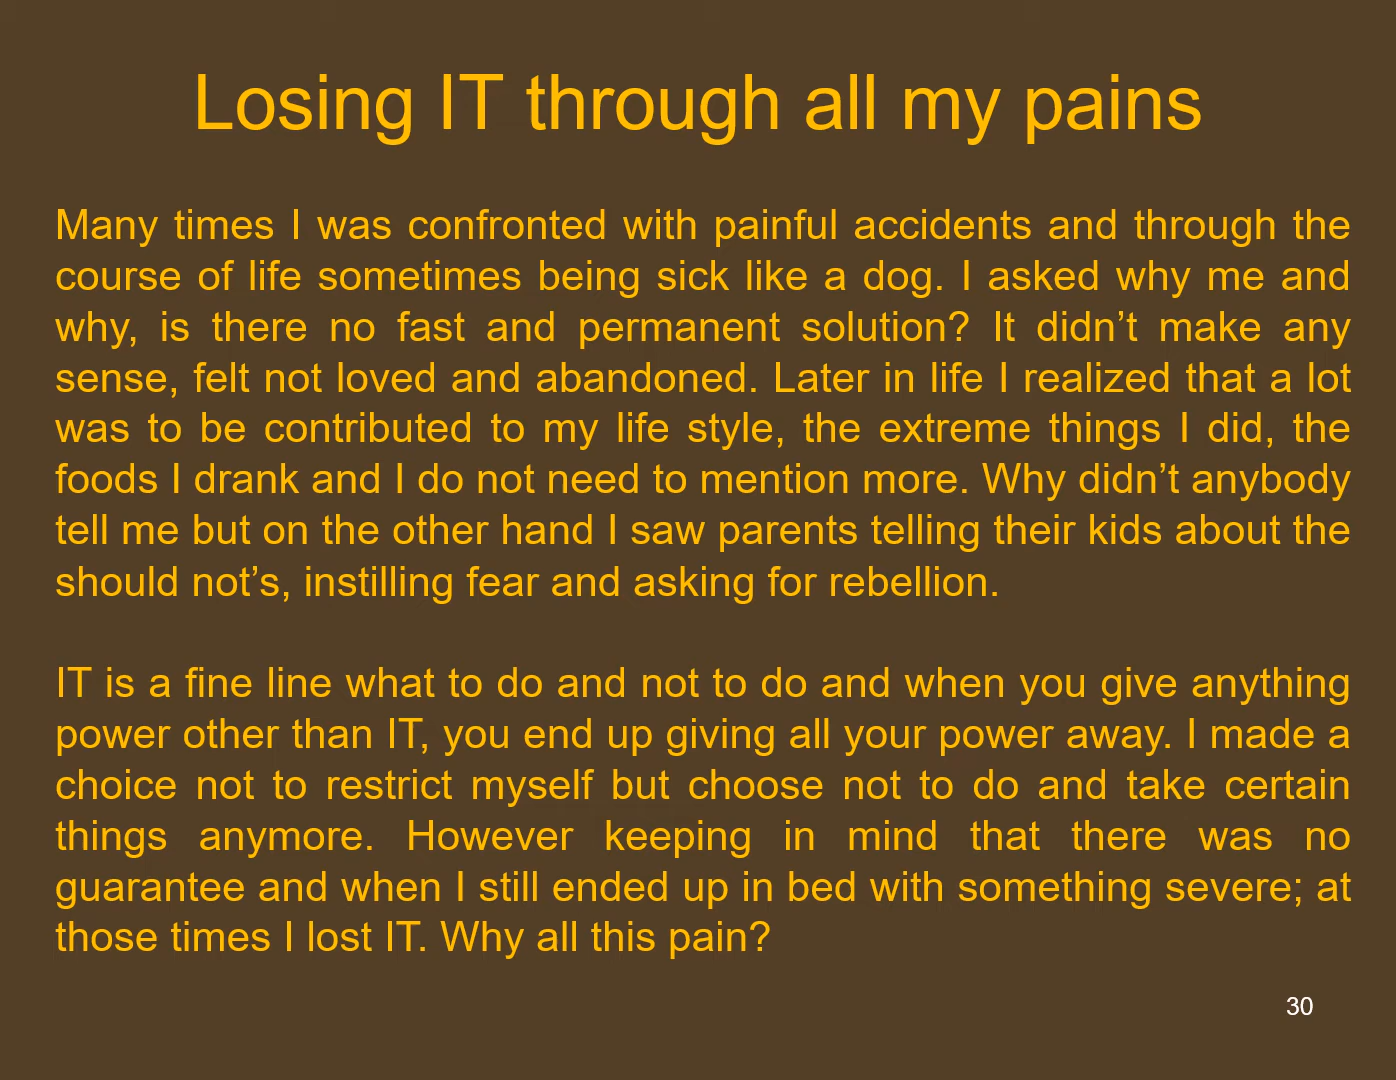 Losing IT through all my pains
Many times I was confronted with painful accidents and through the
course of life sometimes being sick like a dog. I asked why me and
why, is there no fast and permanent solution? It didn’t make any
sense, felt not loved and abandoned. Later in life I realized that a lot
was to be contributed to my life style, the extreme things I did, the
foods I drank and I do not need to mention more. Why didn’t anybody
tell me but on the other hand I saw parents telling their kids about the
should not’s, instilling fear and asking for rebellion.
IT is a fine line what to do and not to do and when you give anything
power other than IT, you end up giving all your power away. I made a
choice not to restrict myself but choose not to do and take certain
things anymore. However keeping in mind that there was no
guarantee and when I still ended up in bed with something severe; at
those times I lost IT. Why all this pain?
30